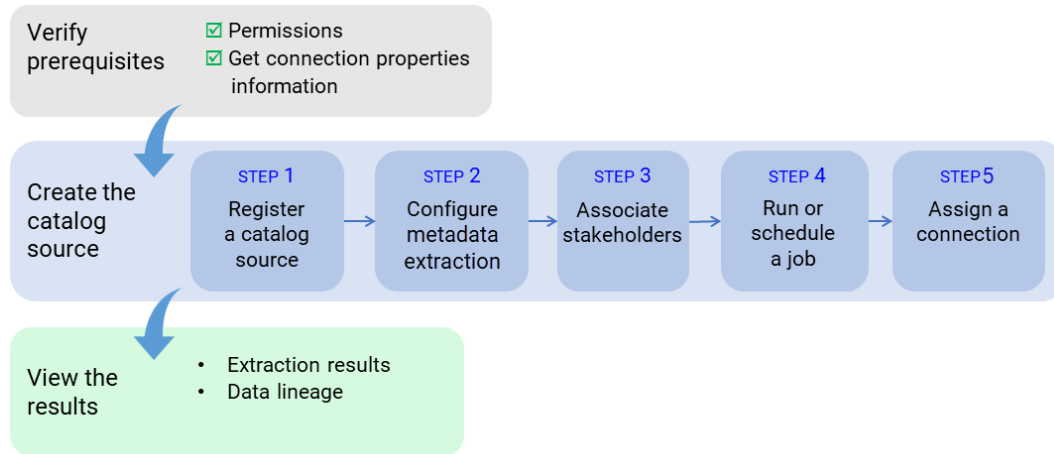 Verify
prerequisites
Permissions
Get connection properties
information
Create the
catalog
source
STEP 1
Register
a catalog
source
STEP 2
Configure
metadata
extraction
STEP 3
Associate
stakeholders
STEP 4
Run or
schedule
a job
STEP5
Assign a
connection
View the
results
• Extraction results
• Data lineage